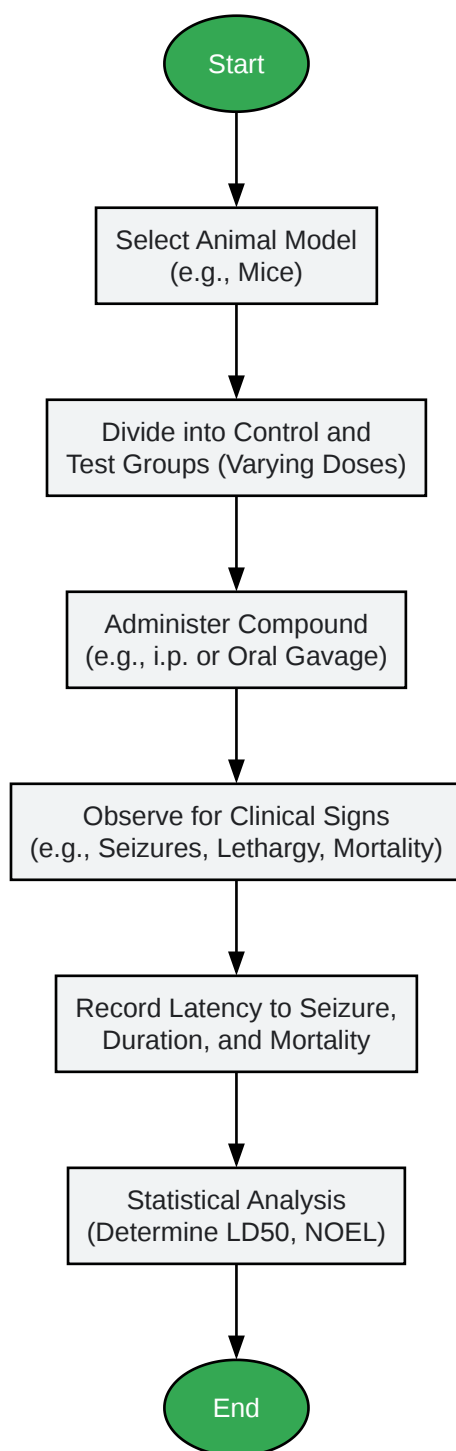 Start
Select Animal Model
(e.g., Mice)
Divide into Control and
Test Groups (Varying Doses)
Administer Compound
(e.g., i.p. or Oral Gavage)
Observe for Clinical Signs
(e.g., Seizures, Lethargy, Mortality)
Record Latency to Seizure,
Duration, and Mortality
Statistical Analysis
(Determine LD50, NOEL)
End